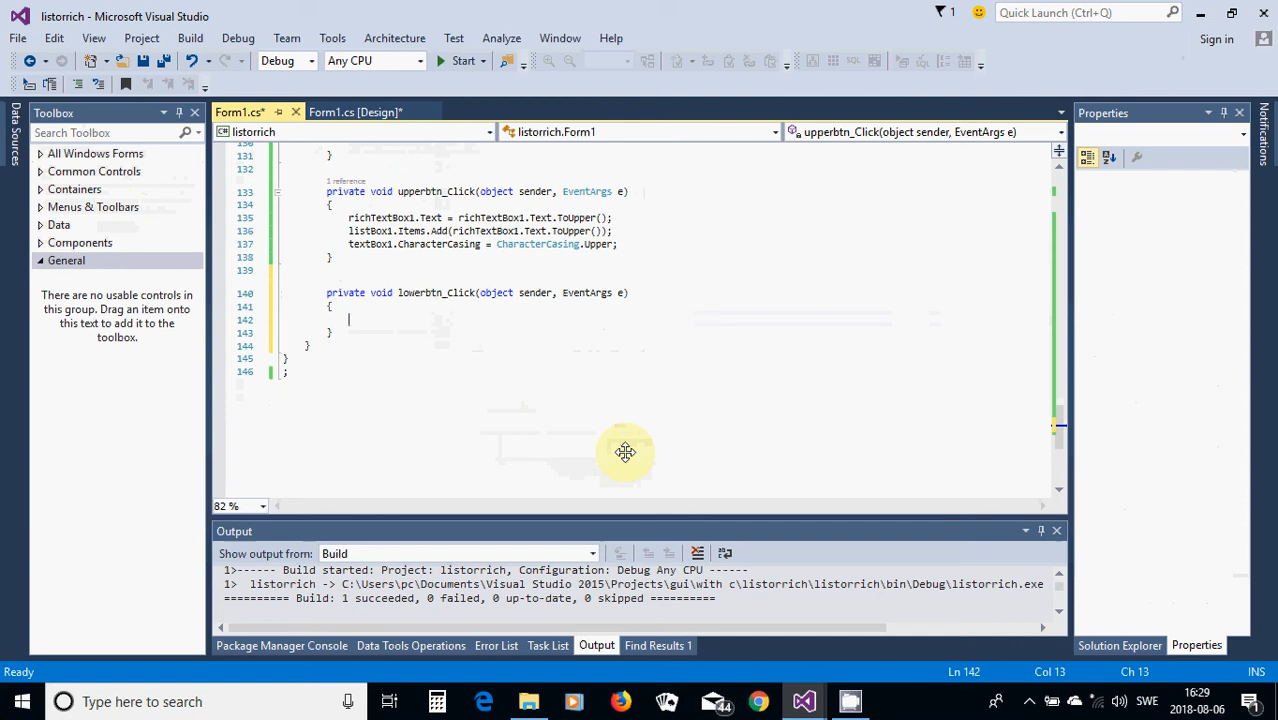 listorrich - Microsoft Visual Studio
1
Quick Launch (Ctrl+Q)
File Edit View Project Build Debug Team Tools Architecture Test Analyze Window Help
Sign in
Debug Any CPU Start
Data Sources
Toolbox
Search Toolbox
All Windows Forms
Common Controls
Containers
Menus & Toolbars
Data
Components
General
There are no usable controls in
this group. Drag an item onto
this text to add it to the
toolbox.
Form1.cs* Form1.cs [Design]*
listorrich listorrich.Form1 upperbtn_Click(object sender, EventArgs e)
130
131 }
132
1 reference
133 private void upperbtn_Click(object sender, EventArgs e)
134 {
135 richTextBox1.Text = richTextBox1.Text.ToUpper();
136 listBox1.Items.Add(richTextBox1.Text.ToUpper());
137 textBox1.CharacterCasing = CharacterCasing.Upper;
138 }
139
140 private void lowerbtn_Click(object sender, EventArgs e)
141 {
142
143 }
144 }
145 }
146 ;
82 %
Output
Show output from: Build
1>------ Build started: Project: listorrich, Configuration: Debug Any CPU ------
1> listorrich -> C:\Users\pc\Documents\Visual Studio 2015\Projects\gui\with c\listorrich\listorrich\bin\Debug\listorrich.exe
========== Build: 1 succeeded, 0 failed, 0 up-to-date, 0 skipped ==========
Package Manager Console Data Tools Operations Error List Task List Output Find Results 1
Properties
Notifications
Solution Explorer Properties
Ready Ln 142 Col 13 Ch 13 INS
Type here to search
44
SWE
16:29
2018-08-06
1